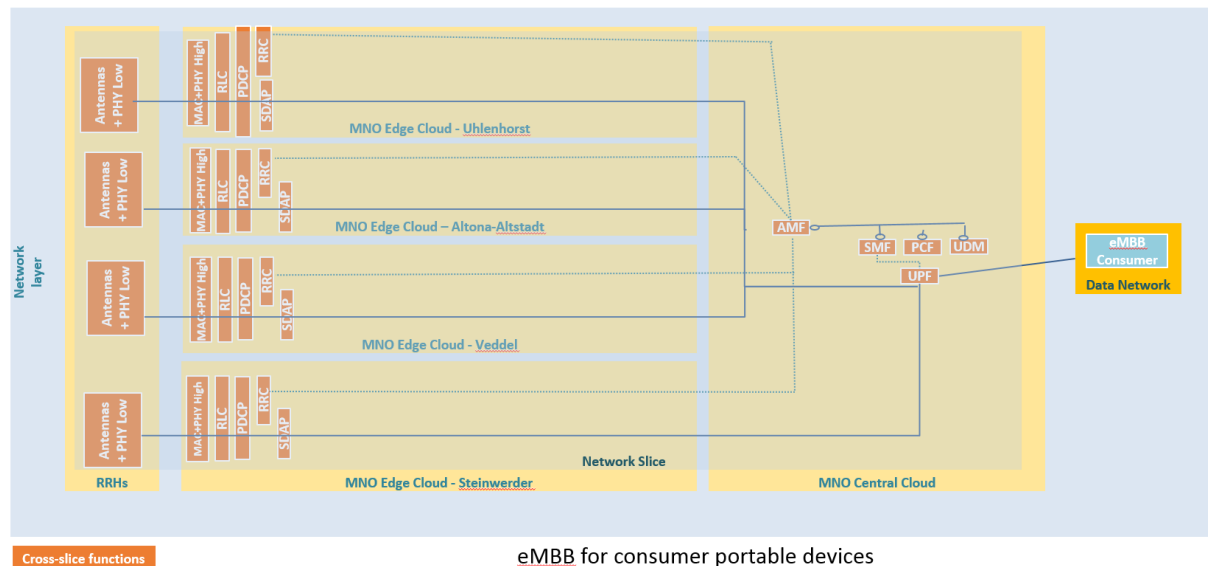 Network
layer
Antennas
+ PHY Low
MAC+PHY High
RLC
PDCP
RRC
SDAP
MNO Edge Cloud - Uhlenhorst
Antennas
+ PHY Low
MAC+PHY High
RLC
PDCP
RRC
SDAP
MNO Edge Cloud – Altona-Altstadt
Antennas
+ PHY Low
MAC+PHY High
RLC
PDCP
RRC
SDAP
MNO Edge Cloud - Veddel
Antennas
+ PHY Low
MAC+PHY High
RLC
PDCP
RRC
SDAP
AMF
SMF
PCF
UDM
UPF
eMBB
Consumer
Data Network
Network Slice
RRHs
MNO Edge Cloud - Steinwerder
MNO Central Cloud
Cross-slice functions
eMBB for consumer portable devices